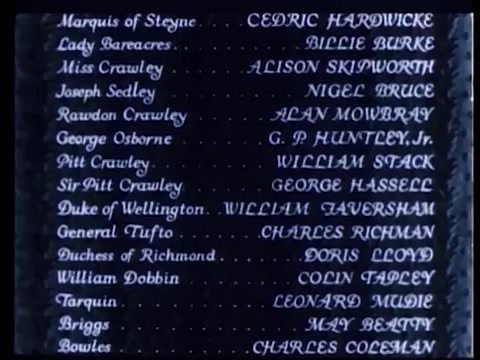 Marquis of Steyne . . . . CEDRIC HARDWICKE
Lady Bareacres . . . . . . . . . . BILLIE BURKE
Miss Crawley . . . . . . . ALISON SKIPWORTH
Joseph Sedley . . . . . . . . . . . NIGEL BRUCE
Rawdon Crawley . . . . . . ALAN MOWBRAY
George Osborne . . . . . . . G. P. HUNTLEY, Jr.
Pitt Crawley . . . . . . . . . WILLIAM STACK
Sir Pitt Crawley . . . . . . GEORGE HASSELL
Duke of Wellington . . WILLIAM FAVERSHAM
General Tufto . . . . . . . CHARLES RICHMAN
Duchess of Richmond . . . . . . . DORIS LLOYD
William Dobbin . . . . . . . . COLIN TAPLEY
Tarquin . . . . . . . . . . . LEONARD MUDIE
Briggs . . . . . . . . . . . . . . MAY BEATTY
Bowles . . . . . . . . . . CHARLES COLEMAN